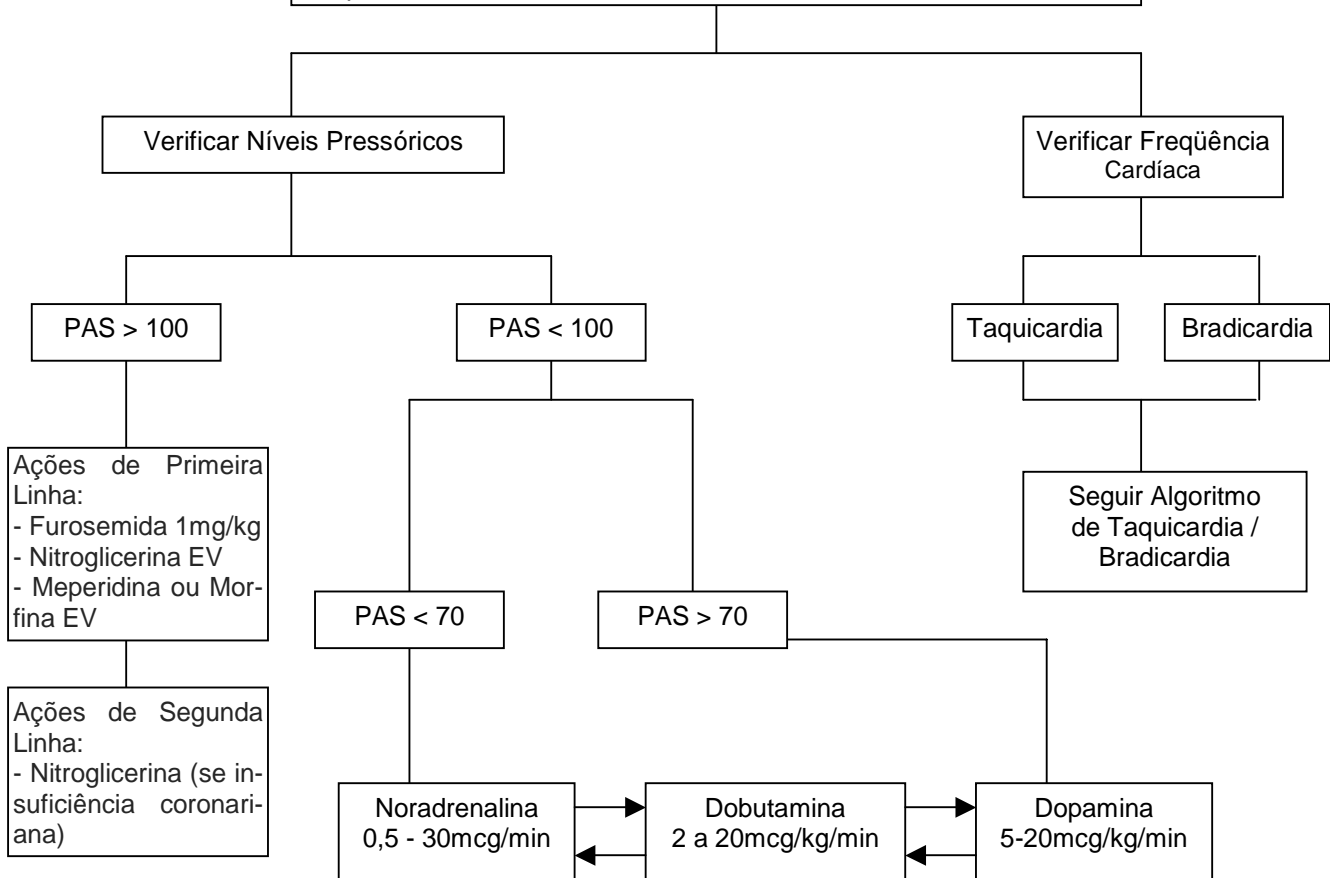 Verificar Níveis Pressóricos
Verificar Freqüência
Cardíaca
PAS > 100
PAS < 100
Taquicardia
Bradicardia
Ações de Primeira
Linha:
- Furosemida 1mg/kg
- Nitroglicerina EV
- Meperidina ou Mor-
fina EV
Seguir Algoritmo
de Taquicardia /
Bradicardia
PAS < 70
PAS > 70
Ações de Segunda
Linha:
- Nitroglicerina (se in-
suficiência coronari-
ana)
Noradrenalina
0,5 - 30mcg/min
Dobutamina
2 a 20mcg/kg/min
Dopamina
5-20mcg/kg/min